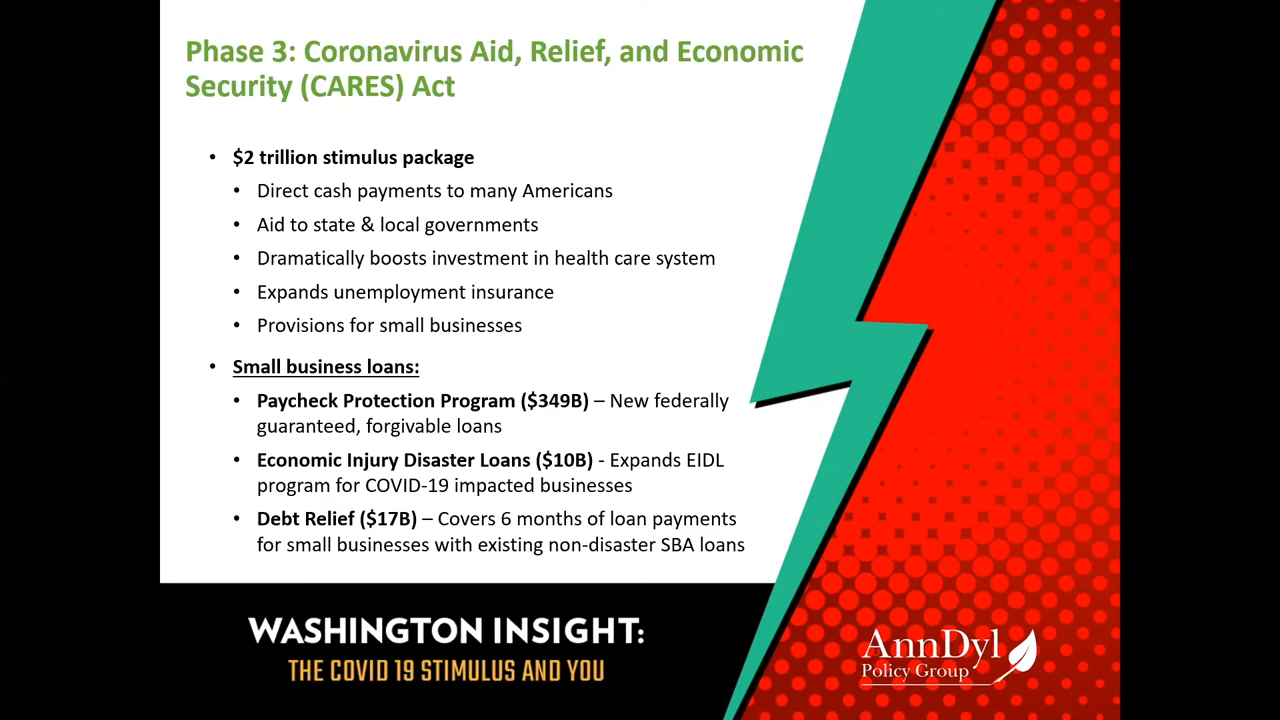 Phase 3: Coronavirus Aid, Relief, and Economic
Security (CARES) Act
• $2 trillion stimulus package
• Direct cash payments to many Americans
• Aid to state & local governments
• Dramatically boosts investment in health care system
• Expands unemployment insurance
• Provisions for small businesses
• Small business loans:
• Paycheck Protection Program ($349B) – New federally
guaranteed, forgivable loans
• Economic Injury Disaster Loans ($10B) - Expands EIDL
program for COVID-19 impacted businesses
• Debt Relief ($17B) – Covers 6 months of loan payments
for small businesses with existing non-disaster SBA loans
WASHINGTON INSIGHT:
THE COVID 19 STIMULUS AND YOU
AnnDyl
Policy Group